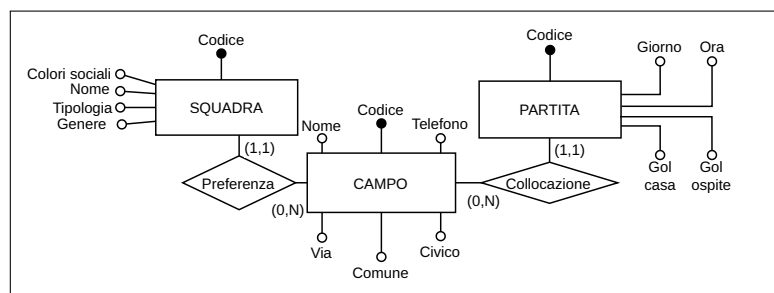 Codice
Colori sociali
Nome
Tipologia
Genere
SQUADRA
(1,1)
Preferenza
(0,N)
Nome
Codice
Telefono
CAMPO
Via
Comune
Civico
(0,N)
Collocazione
(1,1)
Codice
PARTITA
Giorno
Ora
Gol
casa
Gol
ospite